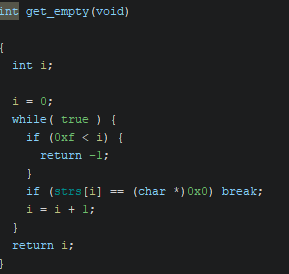 int get_empty(void)
{
int i;
i = 0;
while( true ) {
if (0xf < i) {
return -1;
}
if (strs[i] == (char *)0x0) break;
i = i + 1;
}
return i;
}